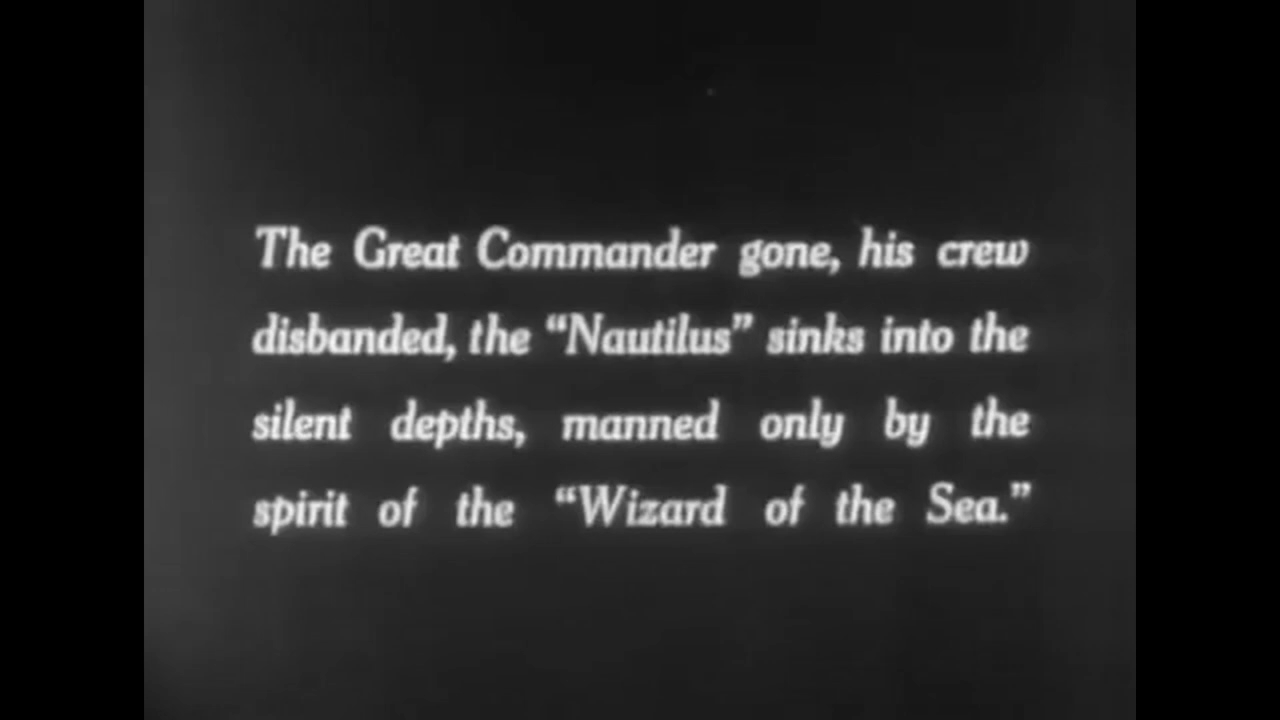 The Great Commander gone, his crew
disbanded, the “Nautilus” sinks into the
silent depths, manned only by the
spirit of the “Wizard of the Sea.”